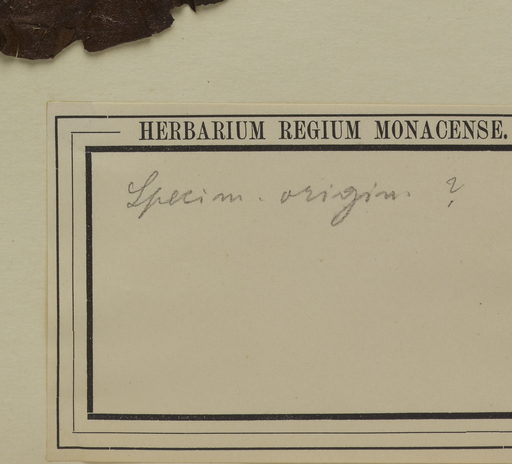 HERBARIUM REGIUM MONACENSE.
Specim. origin. ?